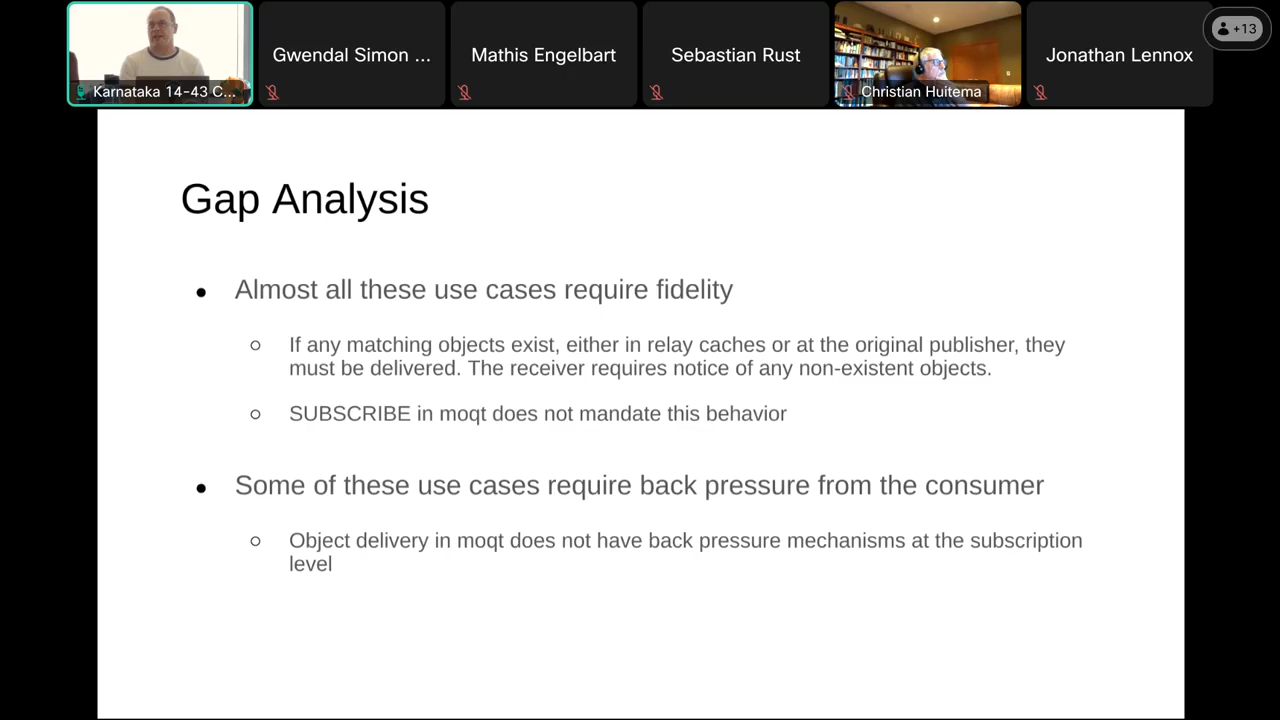 Karnataka 14-43 C...
Gwendal Simon ...
Mathis Engelbart
Sebastian Rust
Christian Huitema
Jonathan Lennox
+13
Gap Analysis
● Almost all these use cases require fidelity
○ If any matching objects exist, either in relay caches or at the original publisher, they
must be delivered. The receiver requires notice of any non-existent objects.
○ SUBSCRIBE in moqt does not mandate this behavior
● Some of these use cases require back pressure from the consumer
○ Object delivery in moqt does not have back pressure mechanisms at the subscription
level